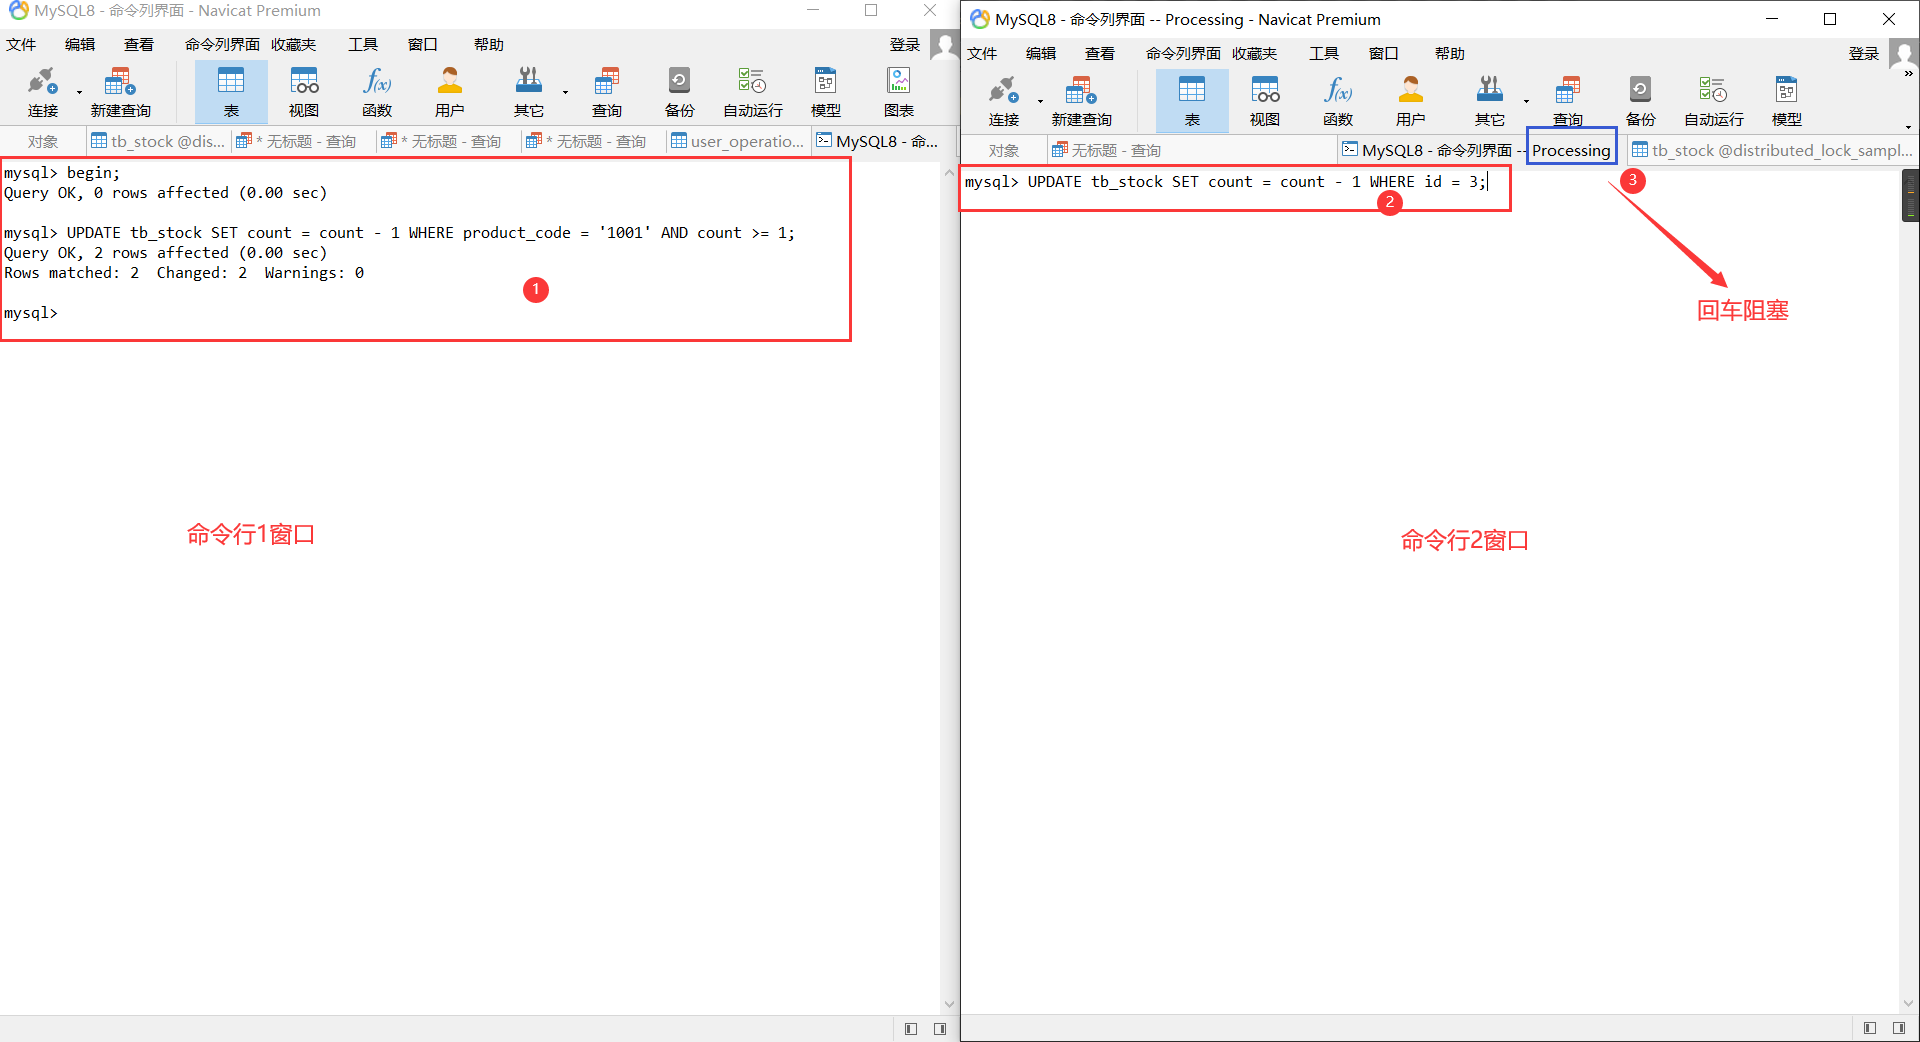 MySQL8 - 命令列界面 - Navicat Premium
文件 编辑 查看 命令列界面 收藏夹 工具 窗口 帮助 登录
连接 新建查询 表 视图 函数 用户 其它 查询 备份 自动运行 模型 图表
对象 tb_stock @dis... * 无标题 - 查询 * 无标题 - 查询 * 无标题 - 查询 user_operatio... MySQL8 - 命...
mysql> begin;
Query OK, 0 rows affected (0.00 sec)
mysql> UPDATE tb_stock SET count = count - 1 WHERE product_code = '1001' AND count >= 1;
Query OK, 2 rows affected (0.00 sec)
Rows matched: 2  Changed: 2  Warnings: 0
1
mysql>
命令行1窗口
MySQL8 - 命令列界面 -- Processing - Navicat Premium
文件 编辑 查看 命令列界面 收藏夹 工具 窗口 帮助 登录
连接 新建查询 表 视图 函数 用户 其它 查询 备份 自动运行 模型
对象 无标题 - 查询 MySQL8 - 命令列界面 -- Processing tb_stock @distributed_lock_sampl...
mysql> UPDATE tb_stock SET count = count - 1 WHERE id = 3;
2
3
回车阻塞
命令行2窗口